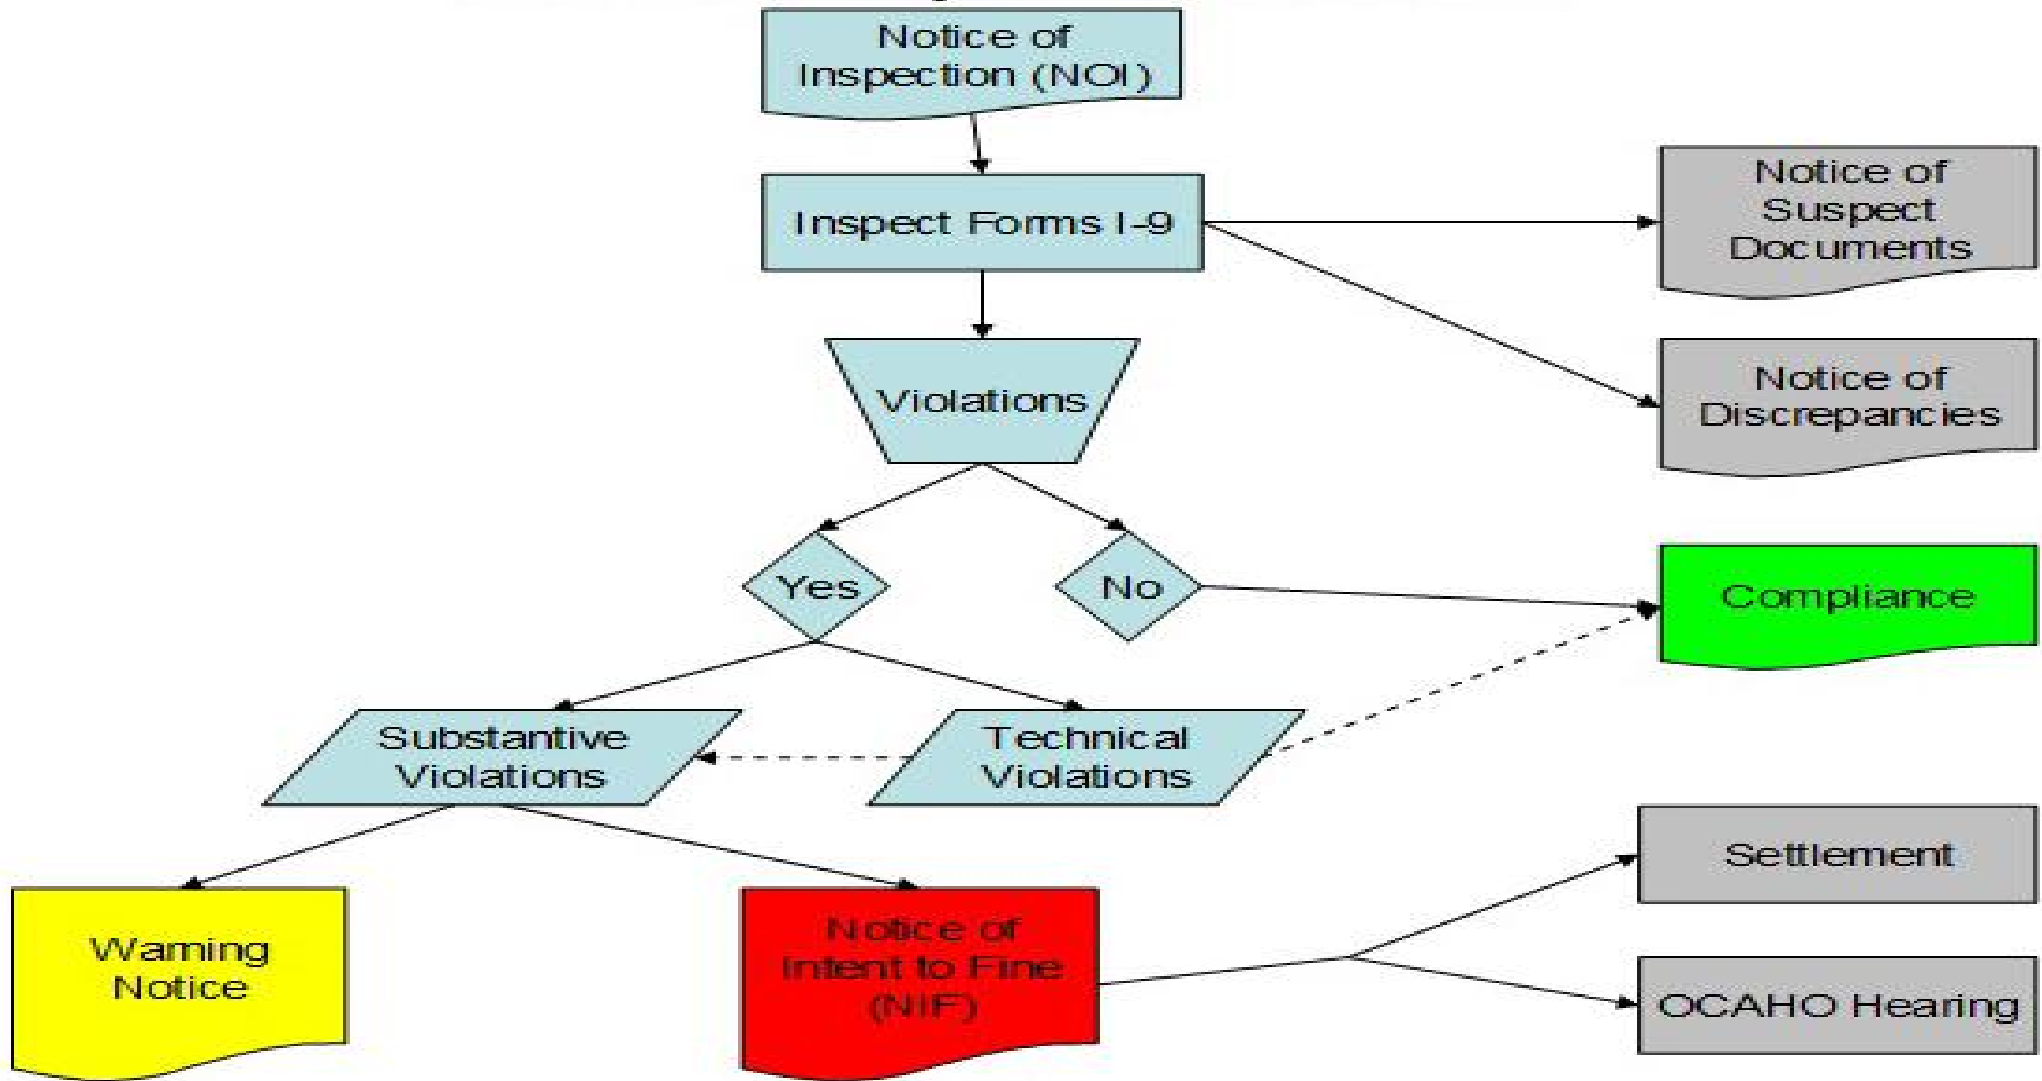 Notice of
Inspection (NOI)
Inspect Forms I-9
Notice of
Suspect
Documents
Violations
Notice of
Discrepancies
Yes
No
Compliance
Substantive
Violations
Technical
Violations
Settlement
Warning
Notice
Notice of
Intent to Fine
(NIF)
OCAHO Hearing